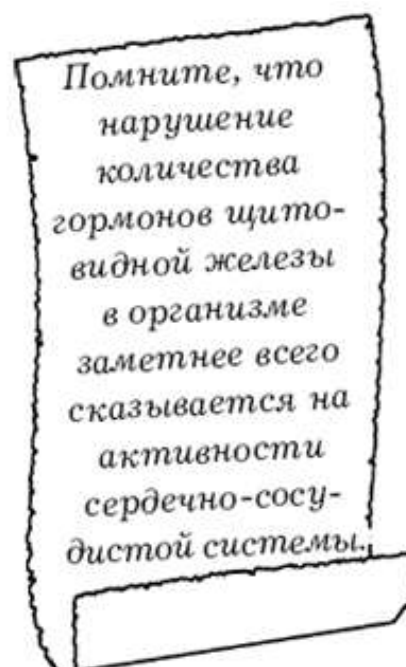 Помните, что
нарушение
количества
гормонов щито-
видной железы
в организме
заметнее всего
сказывается на
активности
сердечно-сосу-
дистой системы.